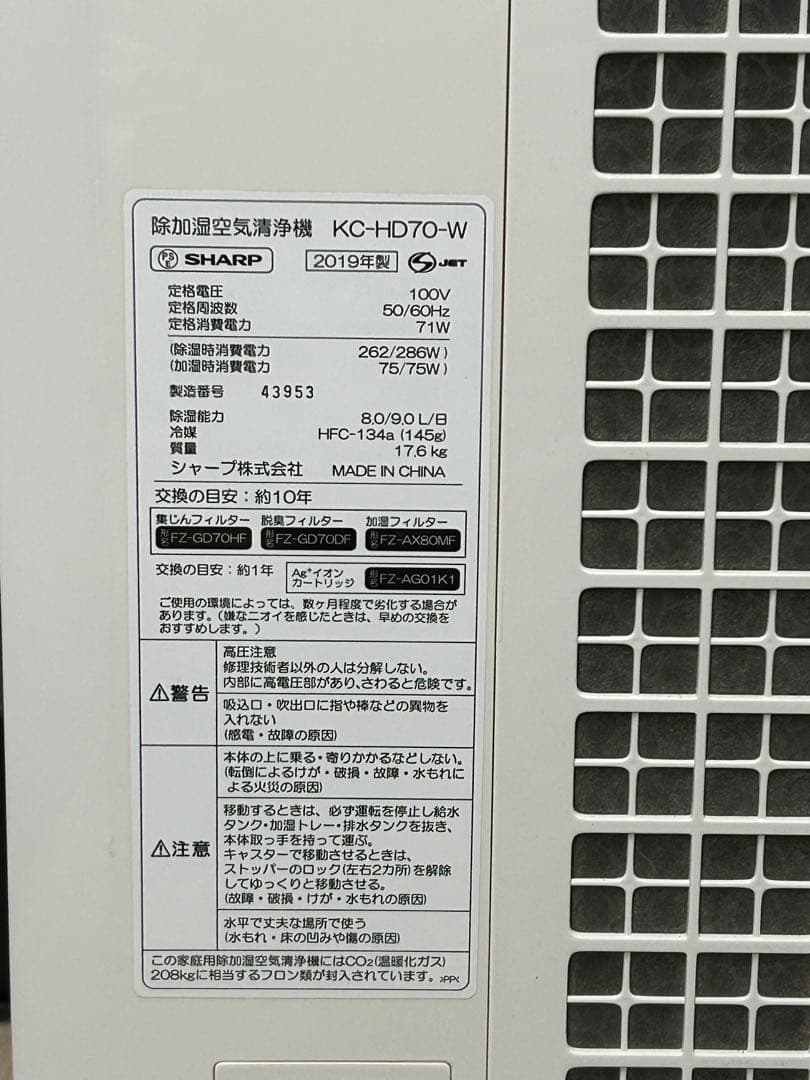 除加湿空気清浄機 KC-HD70-W
PSE SHARP 2019年製 S JET
定格電圧 100V
定格周波数 50/60Hz
定格消費電力 71W
(除湿時消費電力 262/286W)
(加湿時消費電力 75/75W)
製造番号 43953
除湿能力 8.0/9.0 L/日
冷媒 HFC-134a (145g)
質量 17.6 kg
シャープ株式会社 MADE IN CHINA
交換の目安:約10年
集じんフィルター 脱臭フィルター 加湿フィルター
形名 FZ-GD70HF 形名 FZ-GD70DF 形名 FZ-AX80MF
交換の目安:約1年 Ag⁺イオンカートリッジ 形名 FZ-AG01K1
ご使用の環境によっては、数ヶ月程度で劣化する場合が
あります。(嫌なニオイを感じたときは、早めの交換を
おすすめします。)
⚠警告
高圧注意
修理技術者以外の人は分解しない。
内部に高電圧部があり、さわると危険です。
吸込口・吹出口に指や棒などの異物を
入れない
(感電・故障の原因)
⚠注意
本体の上に乗る・寄りかかるなどしない。
(転倒によるけが・破損・故障・水もれに
よる火災の原因)
移動するときは、必ず運転を停止し給水
タンク・加湿トレー・排水タンクを抜き、
本体取っ手を持って運ぶ。
キャスターで移動させるときは、
ストッパーのロック(左右2カ所)を解除
してゆっくりと移動させる。
(故障・破損・けが・水もれの原因)
水平で丈夫な場所で使う
(水もれ・床の凹みや傷の原因)
この家庭用除加湿空気清浄機にはCO₂(温暖化ガス)
208kgに相当するフロン類が封入されています。 >PP<